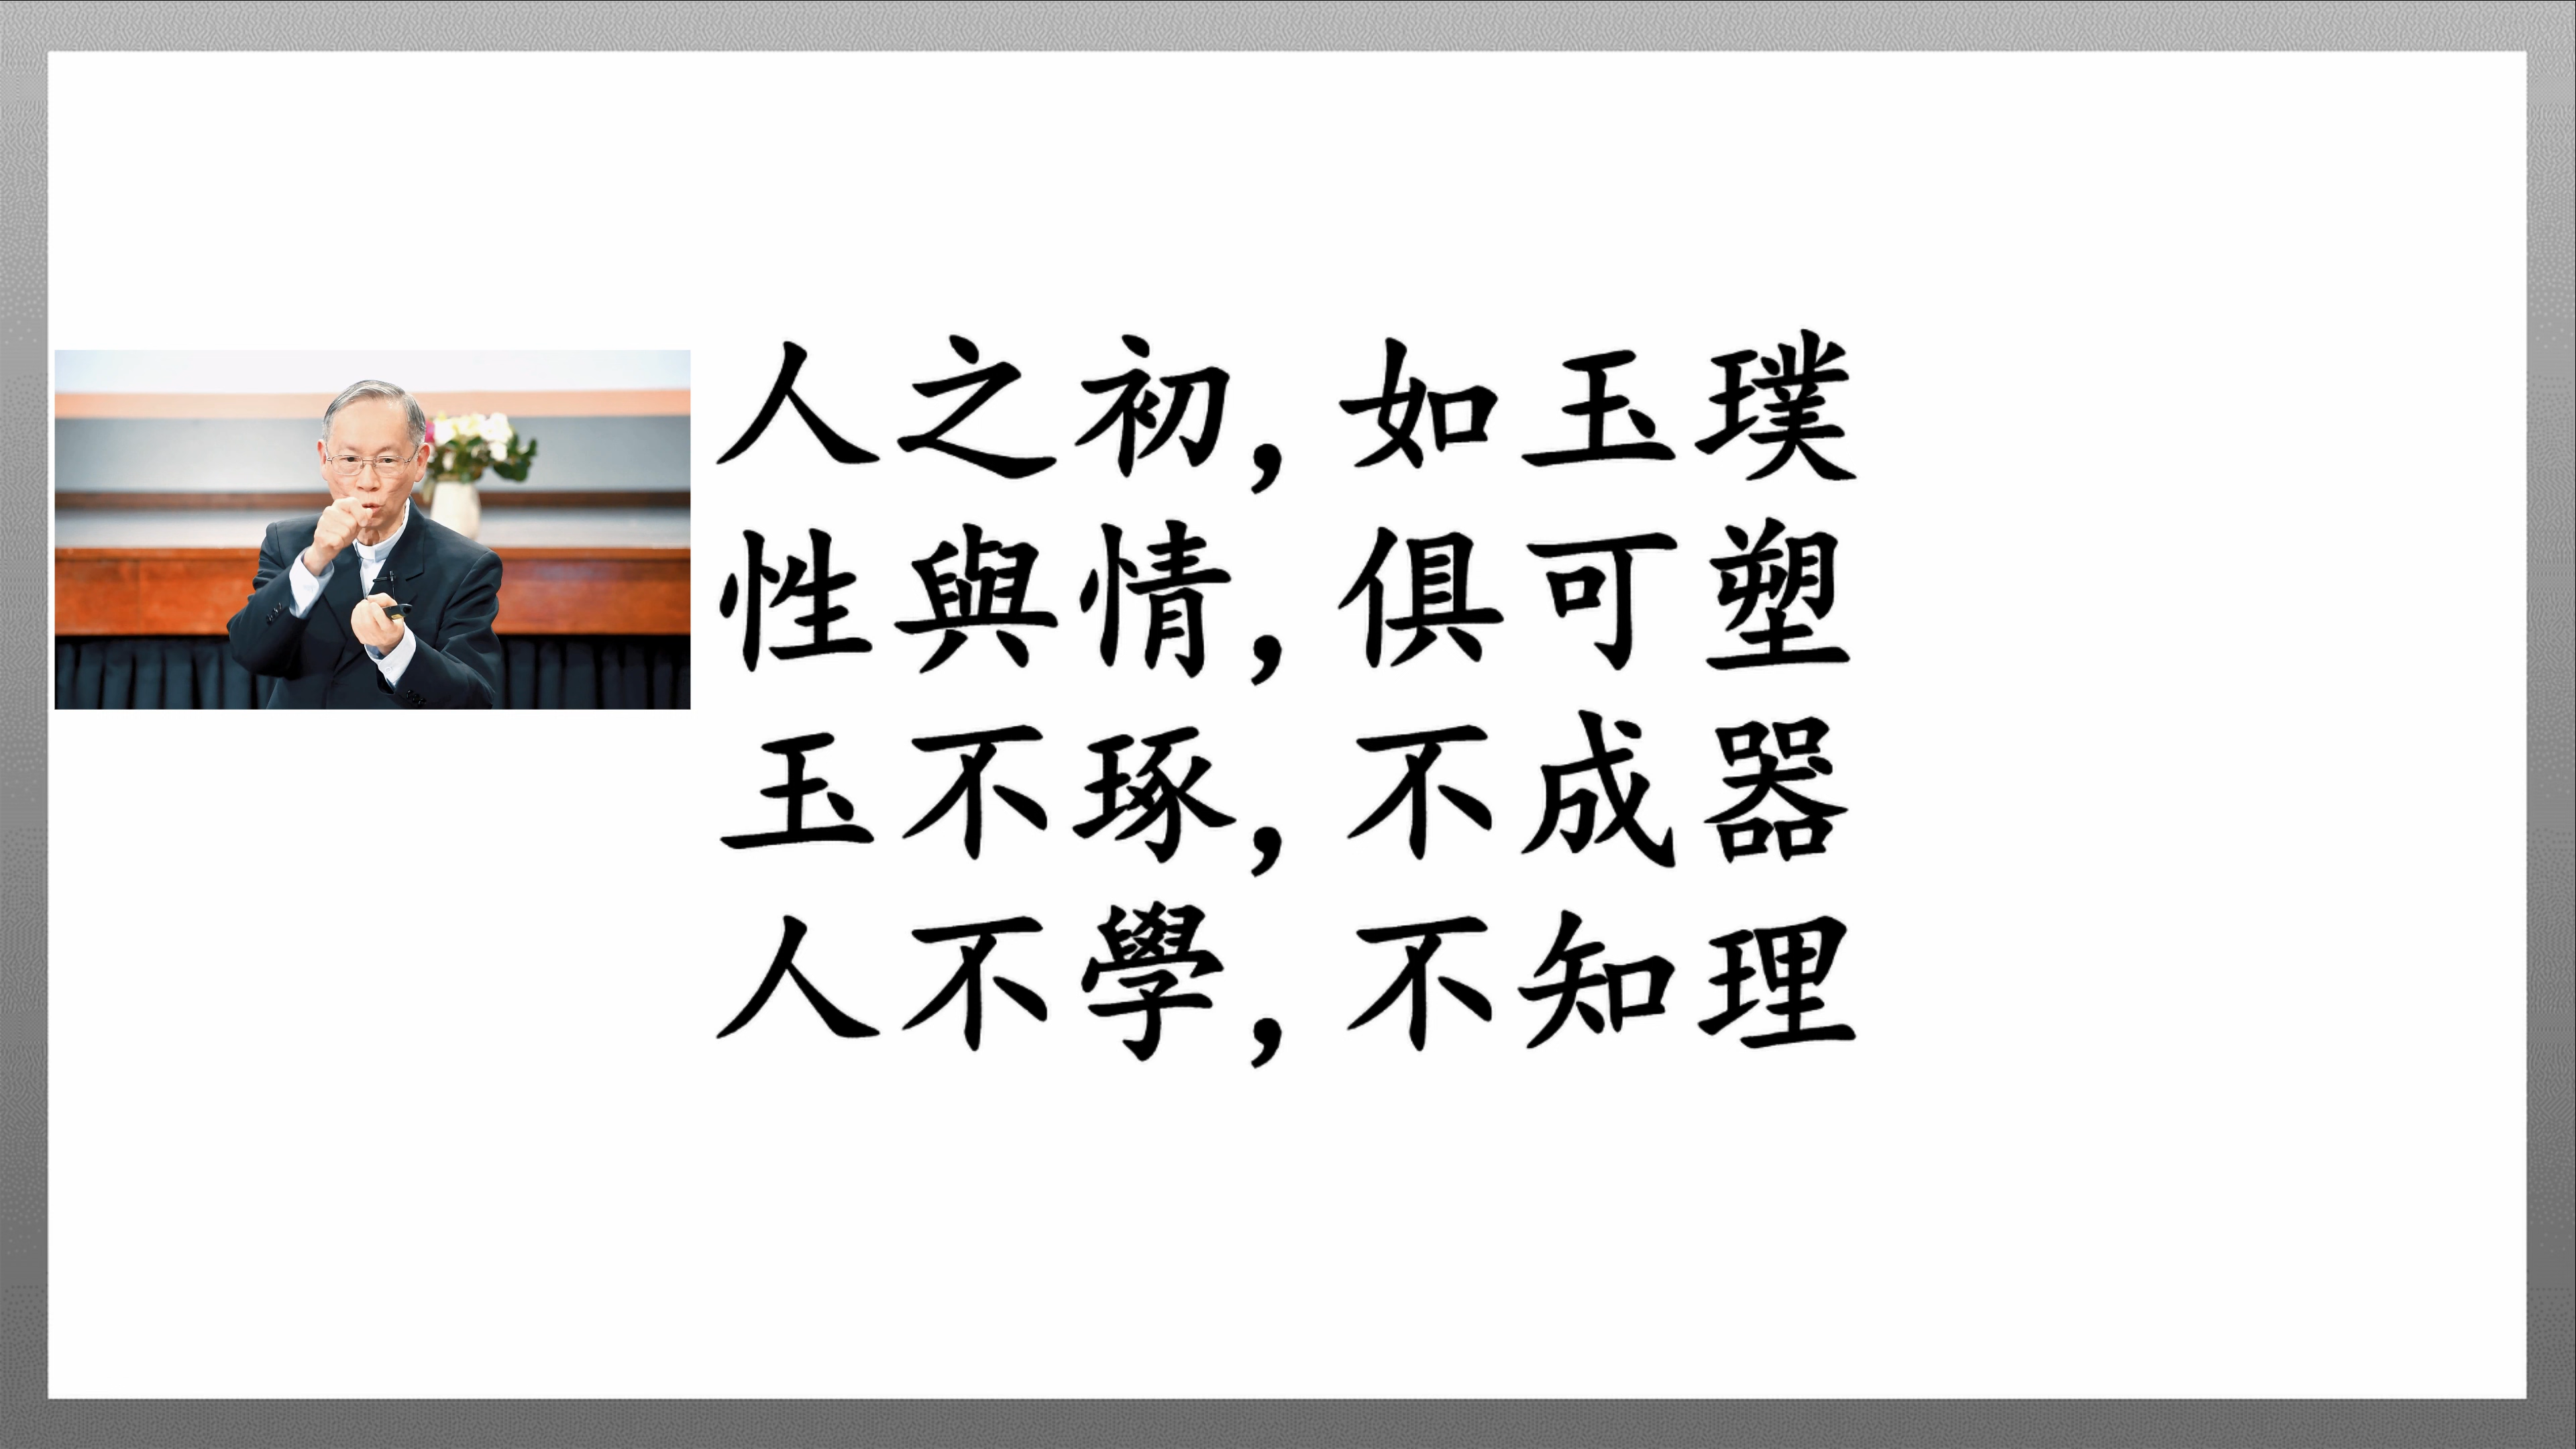 人之初，如玉璞
性與情，俱可塑
玉不琢，不成器
人不學，不知理